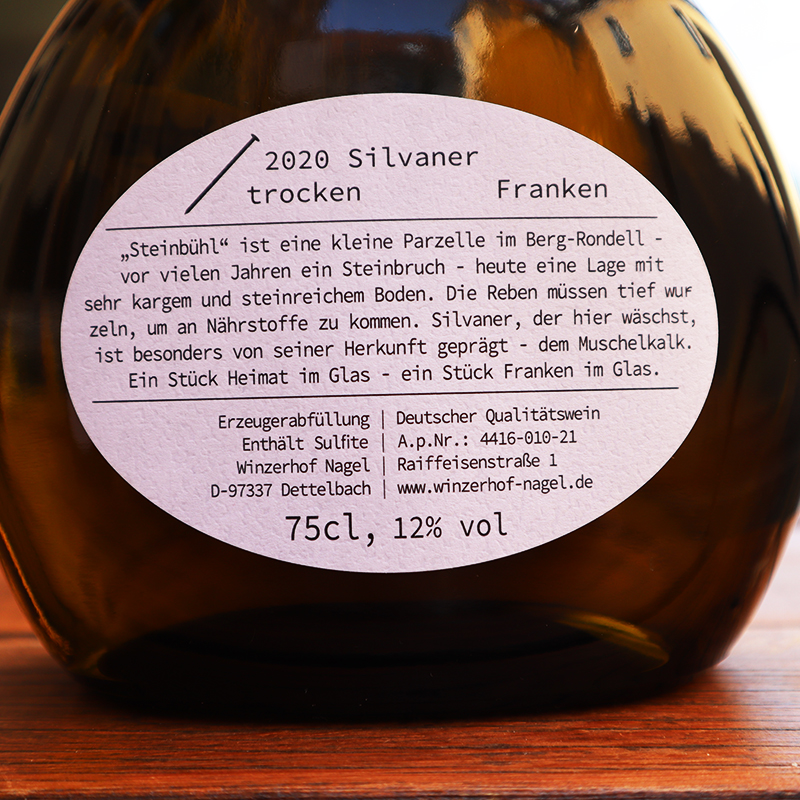 2020 Silvaner
trocken Franken
„Steinbühl“ ist eine kleine Parzelle im Berg-Rondell -
vor vielen Jahren ein Steinbruch - heute eine Lage mit
sehr kargem und steinreichem Boden. Die Reben müssen tief wur
zeln, um an Nährstoffe zu kommen. Silvaner, der hier wäschst,
ist besonders von seiner Herkunft geprägt - dem Muschelkalk.
Ein Stück Heimat im Glas - ein Stück Franken im Glas.
Erzeugerabfüllung | Deutscher Qualitätswein
Enthält Sulfite | A.p.Nr.: 4416-010-21
Winzerhof Nagel | Raiffeisenstraße 1
D-97337 Dettelbach | www.winzerhof-nagel.de
75cl, 12% vol